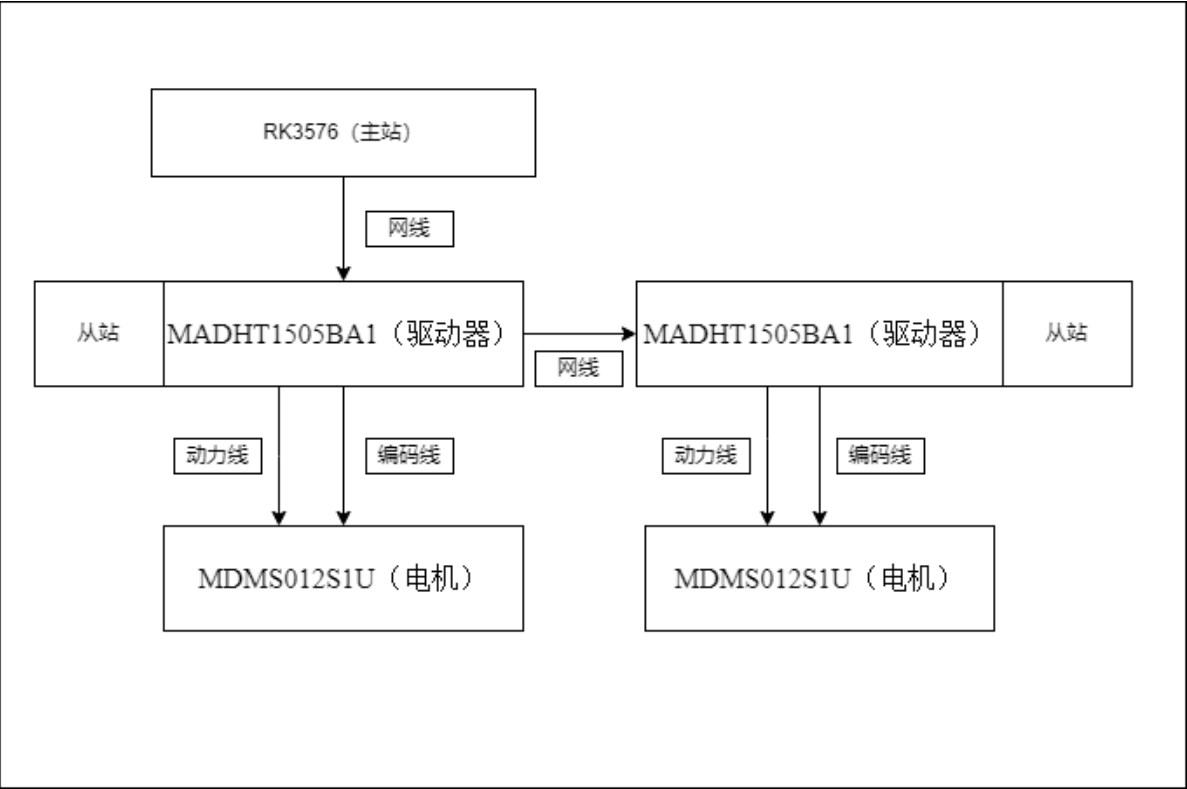 RK3576（主站）
网线
从站
MADHT1505BA1（驱动器）
网线
MADHT1505BA1（驱动器）
从站
动力线
编码线
动力线
编码线
MDMS012S1U（电机）
MDMS012S1U（电机）